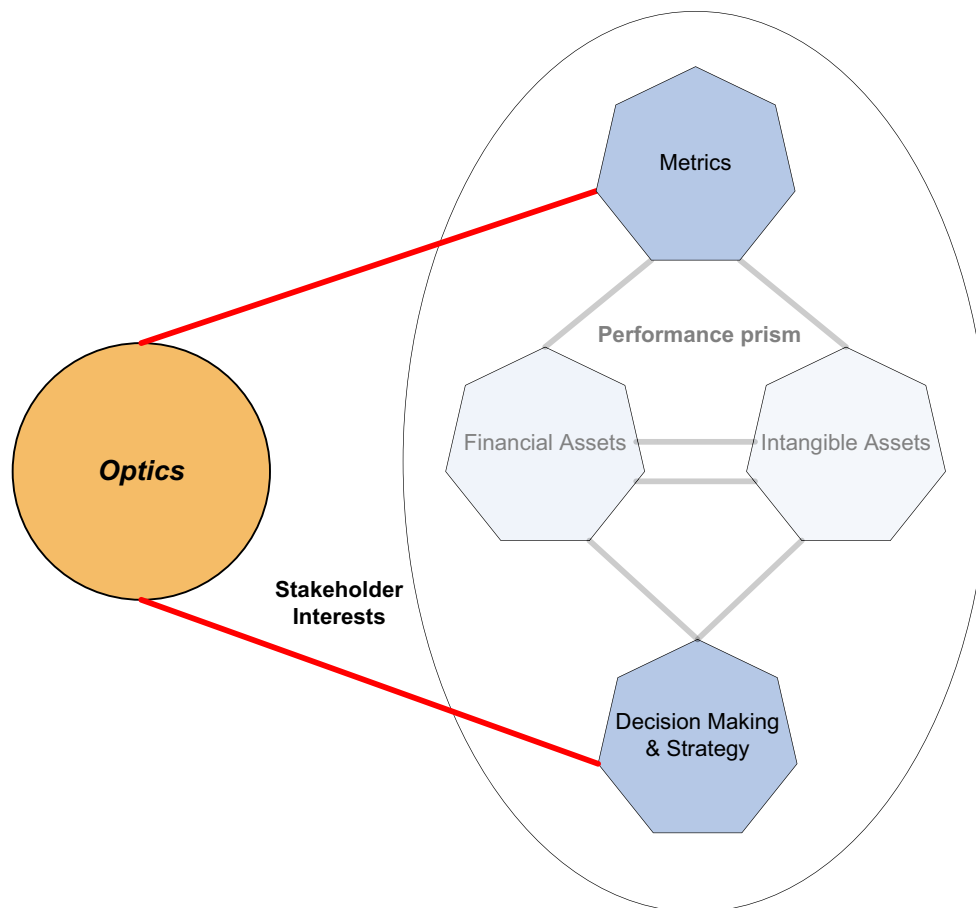 Metrics
Performance prism
Financial Assets
Intangible Assets
Optics
Stakeholder
Interests
Decision Making
& Strategy